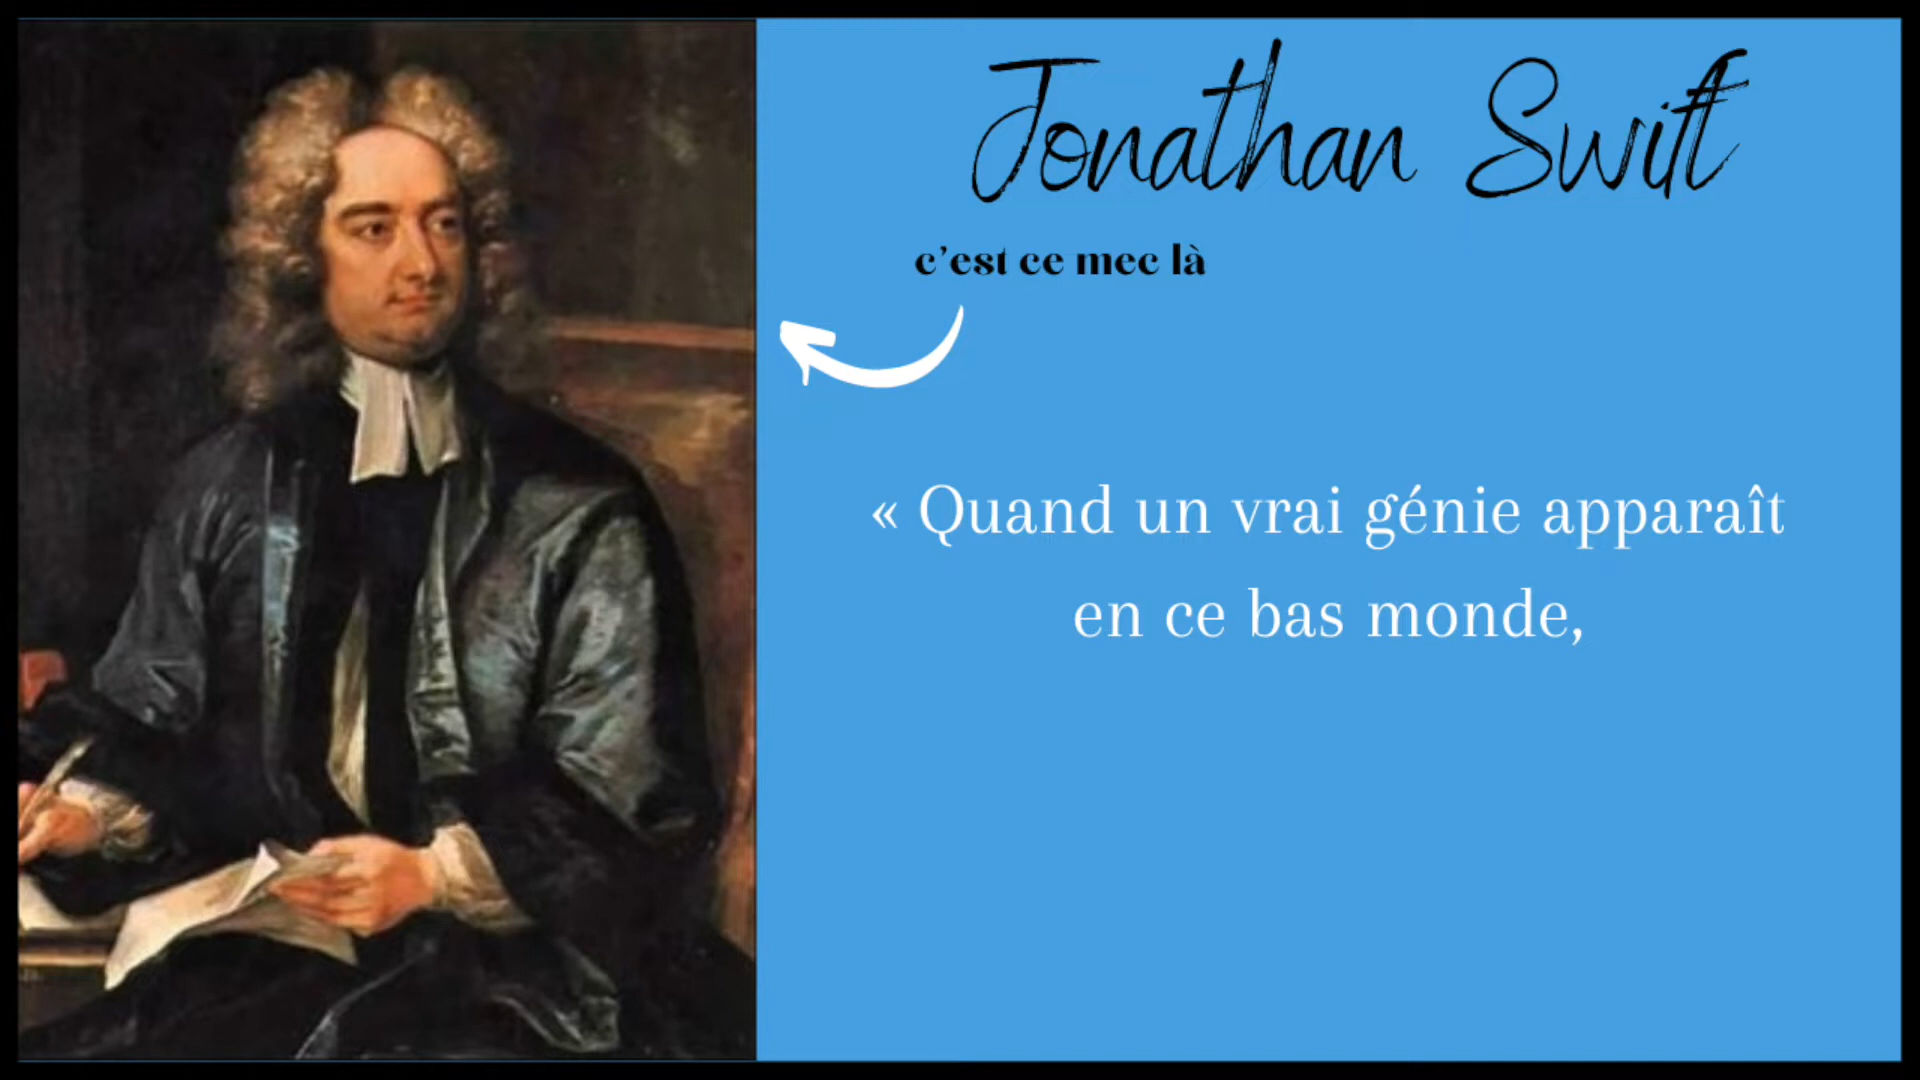 Jonathan Swift
c'est ce mec là
« Quand un vrai génie apparaît
en ce bas monde,